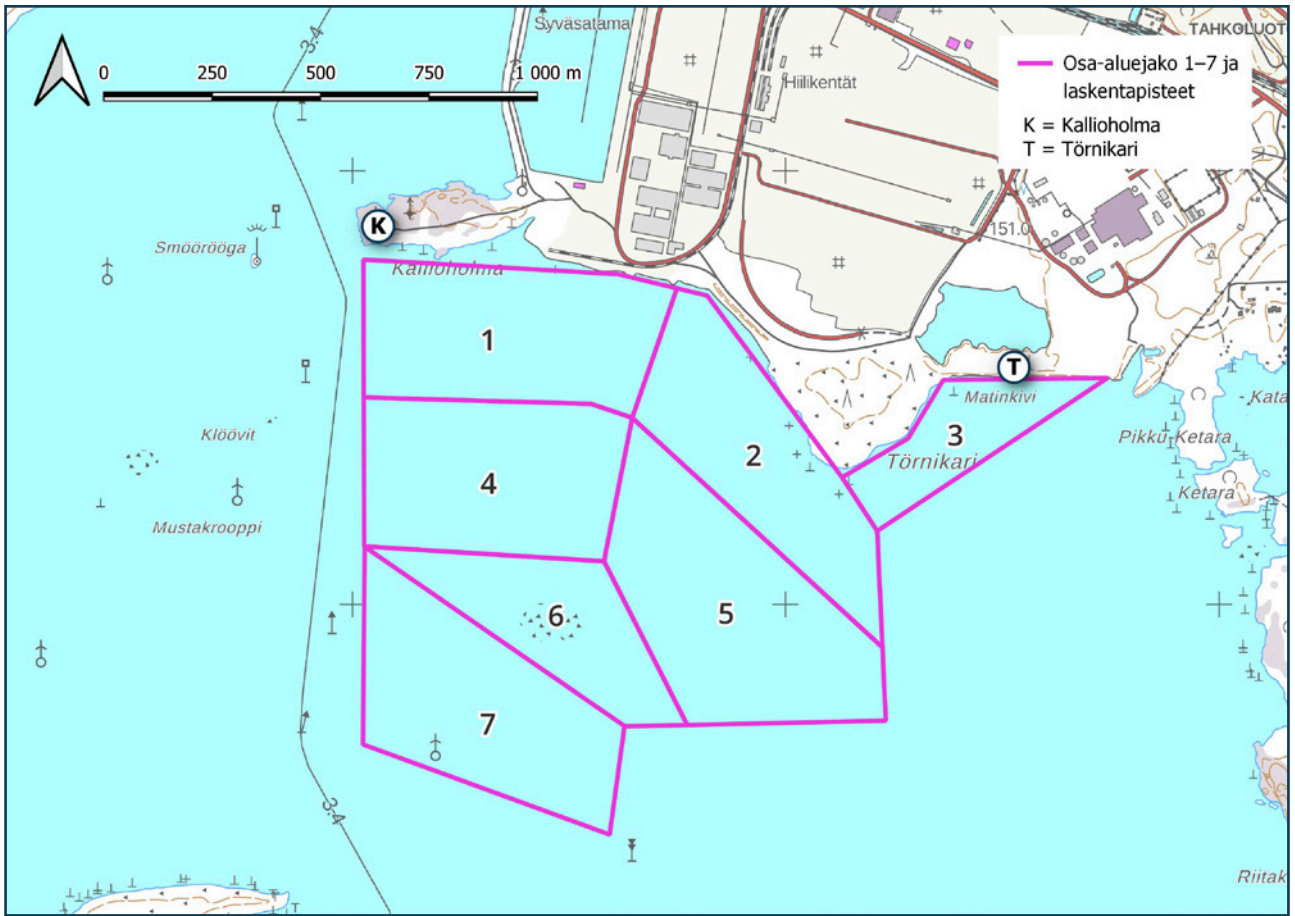 Syväsatama
TAHKOLUOT
3.4
0 250 500 750 1 000 m
Osa-aluejako 1–7 ja
laskentapisteet
K = Kallioholma
T = Törnikari
Hiilikentät
K
Smöörööga
151.0
Kallioholma
1
T
Matinkivi
Kata
Klöövit
2
3
Pikku-Ketara
Törnikari
4
Ketara
Mustakrooppi
6
5
7
3.4
Riitak